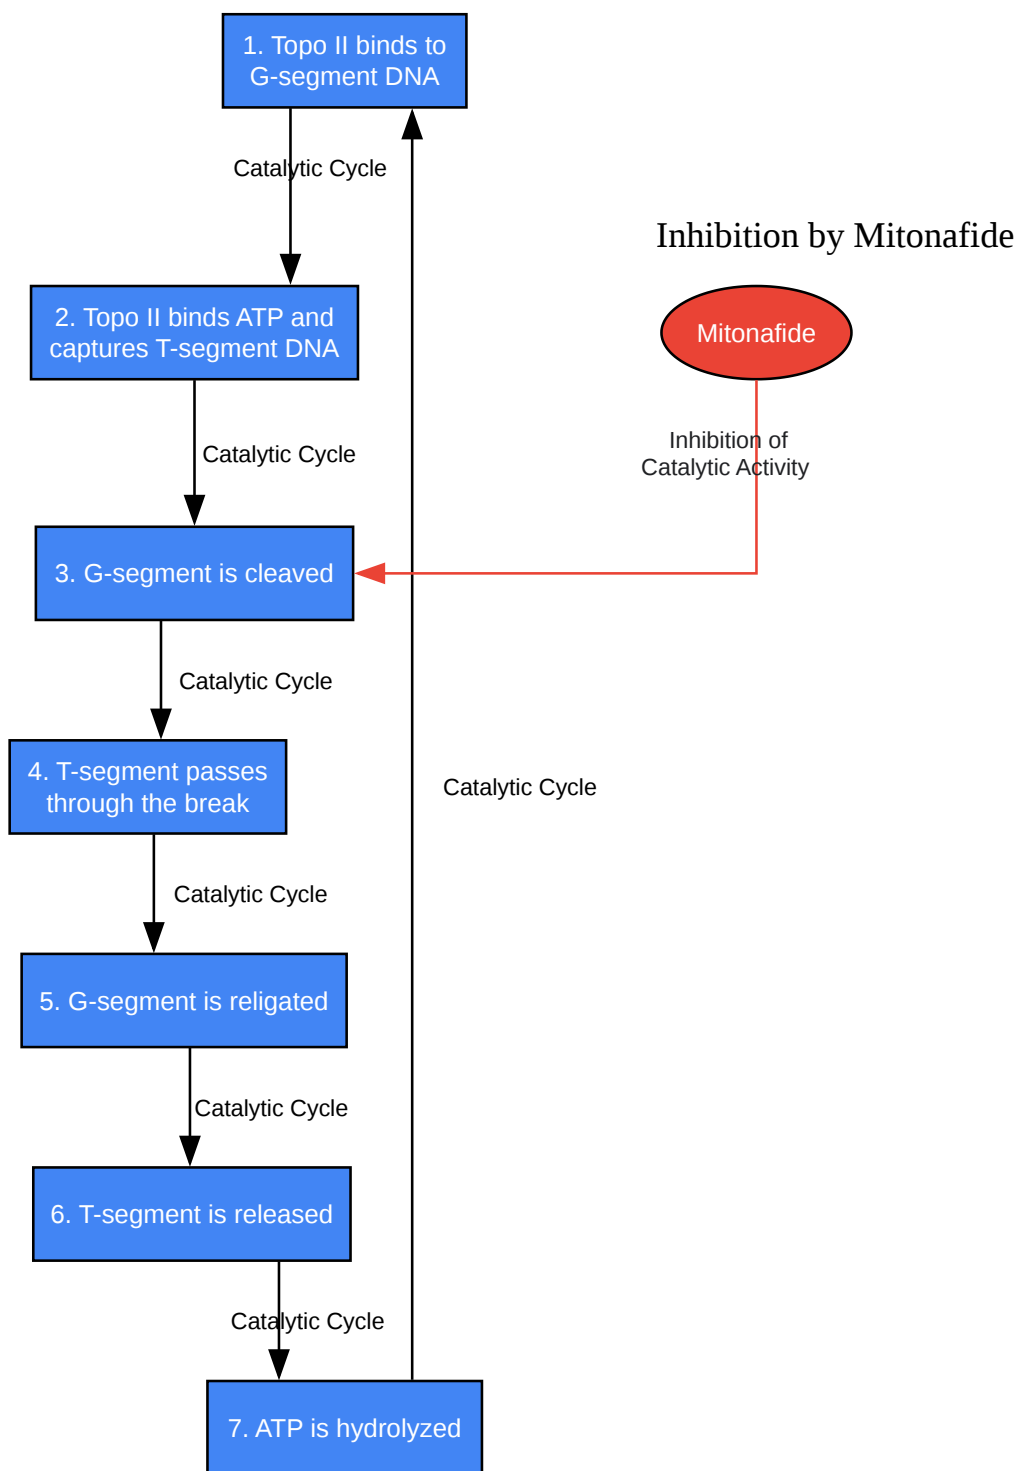 1. Topo II binds to
G-segment DNA
Catalytic Cycle
Inhibition by Mitonafide
2. Topo II binds ATP and
captures T-segment DNA
Mitonafide
Catalytic Cycle
Inhibition of
Catalytic Activity
3. G-segment is cleaved
Catalytic Cycle
4. T-segment passes
through the break
Catalytic Cycle
Catalytic Cycle
5. G-segment is religated
Catalytic Cycle
6. T-segment is released
Catalytic Cycle
7. ATP is hydrolyzed